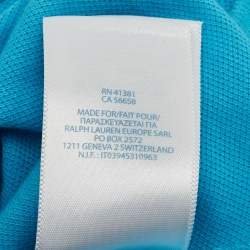 RN 41381
CA 56658
MADE FOR/FAIT POUR/
ΠΑΡΑΣΚΕΥΑΖΕΤΑΙ ΓΙΑ
RALPH LAUREN EUROPE SARL
PO BOX 2572
1211 GENEVA 2 SWITZERLAND
N.I.F.: IT03945310963